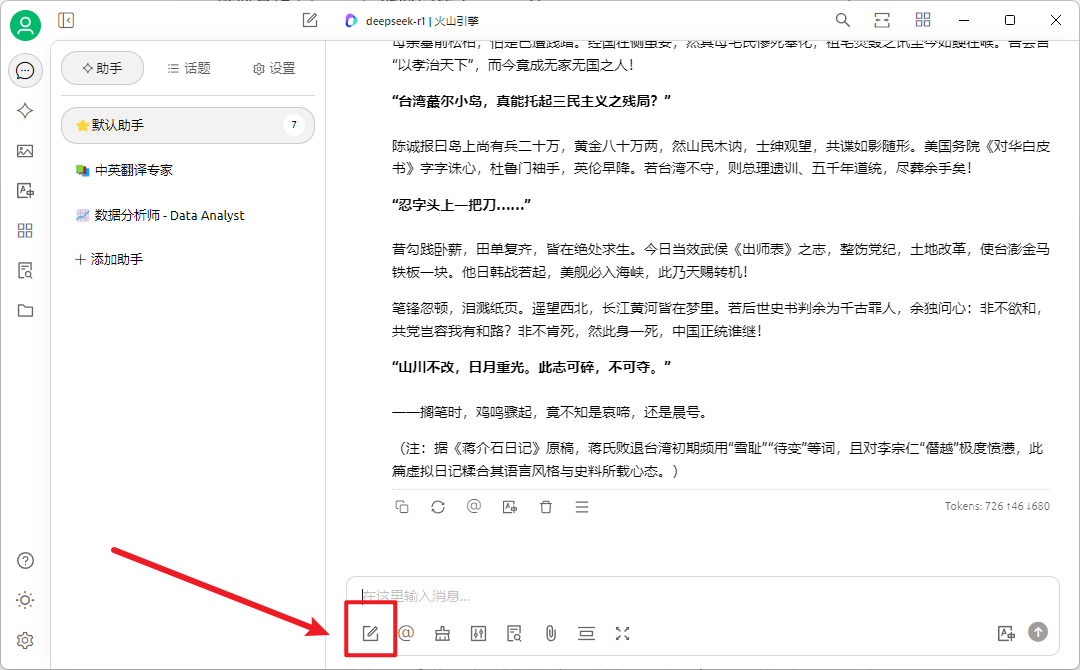 deepseek-r1 | 火山引擎
助手
话题
设置
默认助手
7
中英翻译专家
数据分析师 - Data Analyst
添加助手
“以孝治天下”，而今竟成无家无国之人！
“台湾蕞尔小岛，真能托起三民主义之残局？”
陈诚报曰岛上尚有兵二十万，黄金八十万两，然山民木讷，士绅观望，共谍如影随形。美国务院《对华白皮
书》字字诛心，杜鲁门袖手，英伦早降。若台湾不守，则总理遗训、五千年道统，尽葬余手矣！
“忍字头上一把刀……”
昔勾践卧薪，田单复齐，皆在绝处求生。今日当效武侯《出师表》之志，整饬党纪，土地改革，使台澎金马
铁板一块。他日韩战若起，美舰必入海峡，此乃天赐转机！
笔锋忽顿，泪溅纸页。遥望西北，长江黄河皆在梦里。若后世史书判余为千古罪人，余独问心：非不欲和，
共党岂容我有和路？非不肯死，然此身一死，中国正统谁继！
“山川不改，日月重光。此志可碎，不可夺。”
——搁笔时，鸡鸣骤起，竟不知是哀啼，还是晨号。
（注：据《蒋介石日记》原稿，蒋氏败退台湾初期频用“雪耻”“待变”等词，且对李宗仁“僭越”极度愤懑，此
篇虚拟日记糅合其语言风格与史料所载心态。）
Tokens: 726 ↑46 ↓680
在这里输入消息...